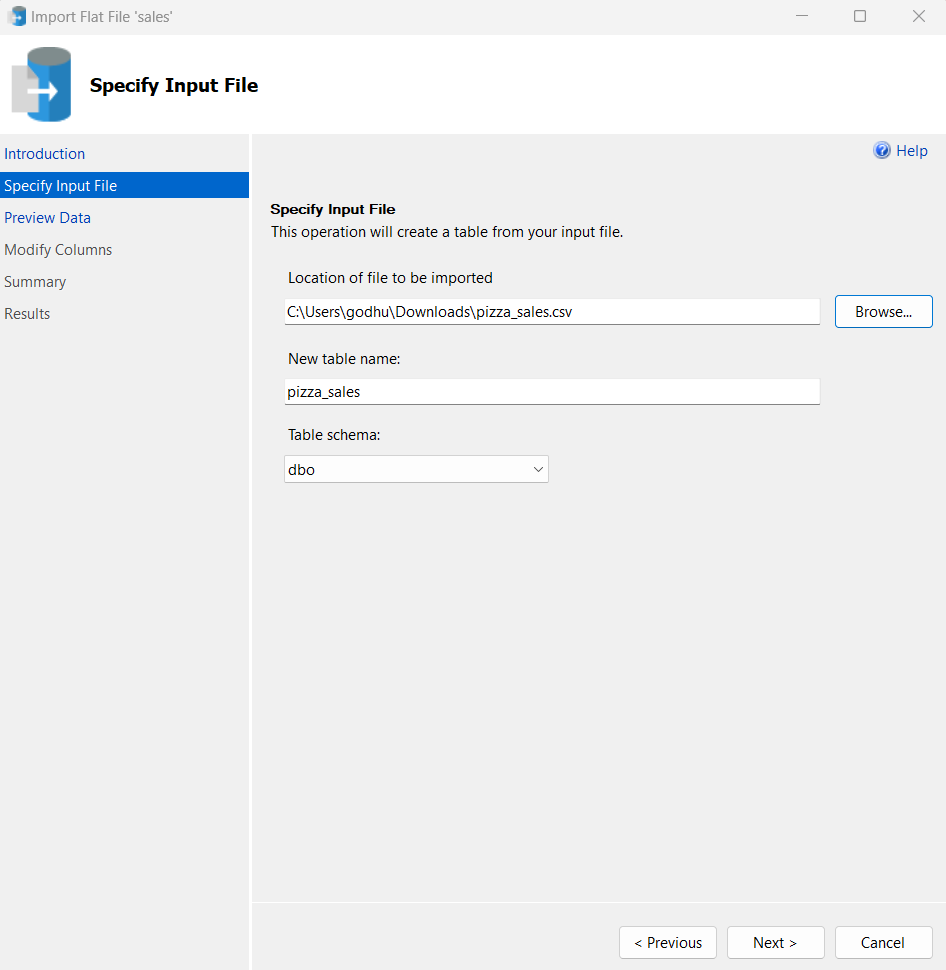 Import Flat File 'sales'
Specify Input File
Introduction
Specify Input File
Preview Data
Modify Columns
Summary
Results
Help
Specify Input File
This operation will create a table from your input file.
Location of file to be imported
C:\Users\godhu\Downloads\pizza_sales.csv
Browse...
New table name:
pizza_sales
Table schema:
dbo
< Previous
Next >
Cancel